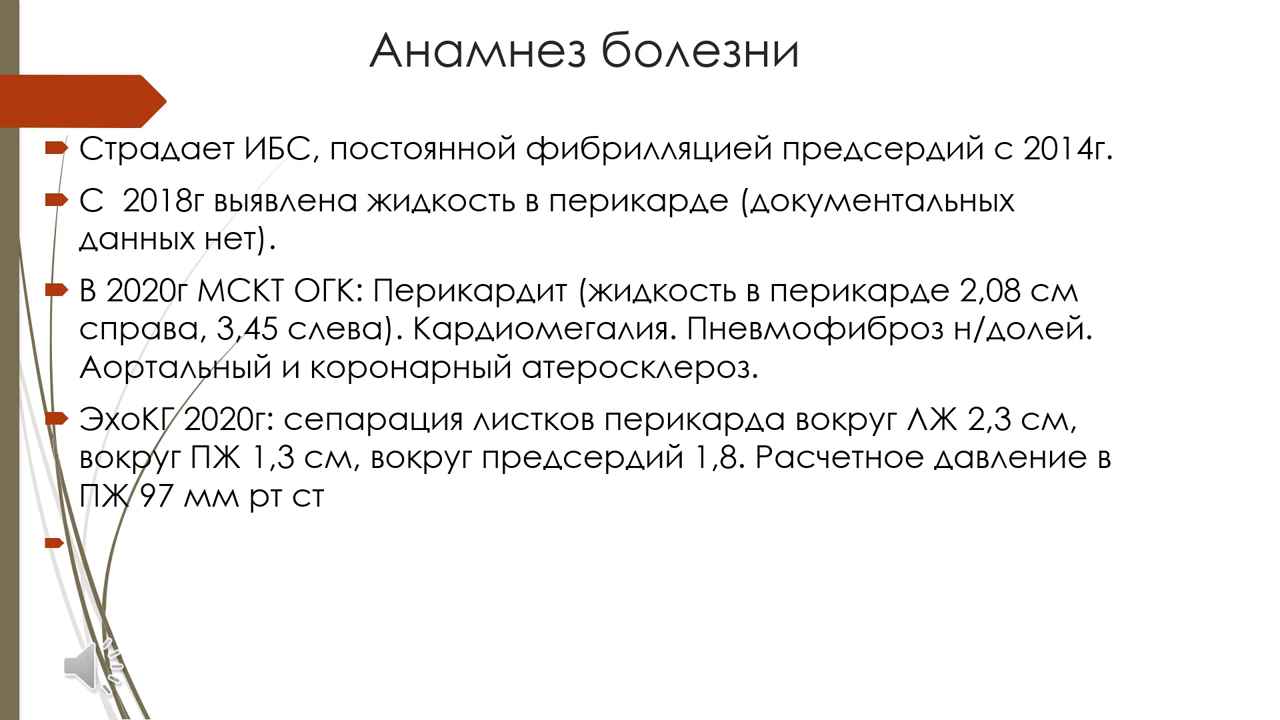 Анамнез болезни
Страдает ИБС, постоянной фибрилляцией предсердий с 2014г.
С 2018г выявлена жидкость в перикарде (документальных
данных нет).
В 2020г МСКТ ОГК: Перикардит (жидкость в перикарде 2,08 см
справа, 3,45 слева). Кардиомегалия. Пневмофиброз н/долей.
Аортальный и коронарный атеросклероз.
ЭхоКГ 2020г: сепарация листков перикарда вокруг ЛЖ 2,3 см,
вокруг ПЖ 1,3 см, вокруг предсердий 1,8. Расчетное давление в
ПЖ 97 мм рт ст